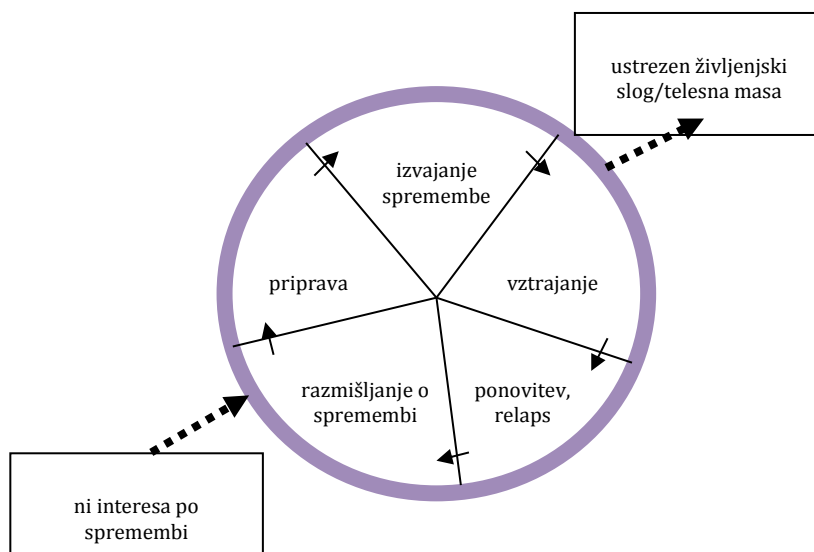 ustrezen življenjski
slog/telesna masa
izvajanje
spremembe
priprava
vztrajanje
razmišljanje o
spremembi
ponovitev,
relaps
ni interesa po
spremembi